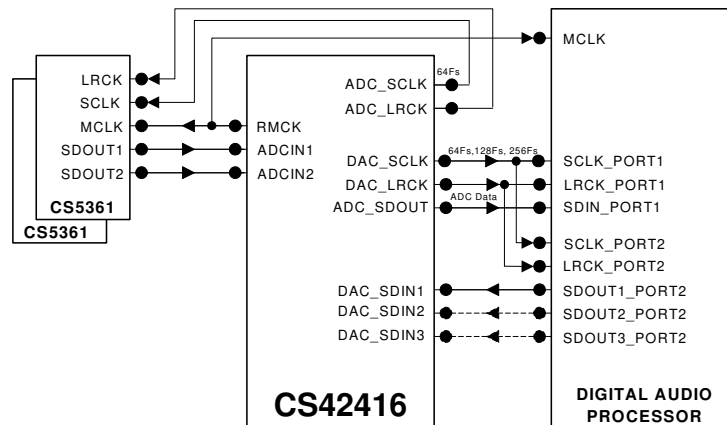 LRCK
SCLK
MCLK
SDOUT1
SDOUT2
CS5361
CS5361
64Fs
ADC_SCLK
ADC_LRCK
RMCK
ADCIN1
ADCIN2
DAC_SCLK
DAC_LRCK
ADC_SDOUT
64Fs,128Fs, 256Fs
ADC Data
DAC_SDIN1
DAC_SDIN2
DAC_SDIN3
CS42416
MCLK
SCLK_PORT1
LRCK_PORT1
SDIN_PORT1
SCLK_PORT2
LRCK_PORT2
SDOUT1_PORT2
SDOUT2_PORT2
SDOUT3_PORT2
DIGITAL AUDIO
PROCESSOR